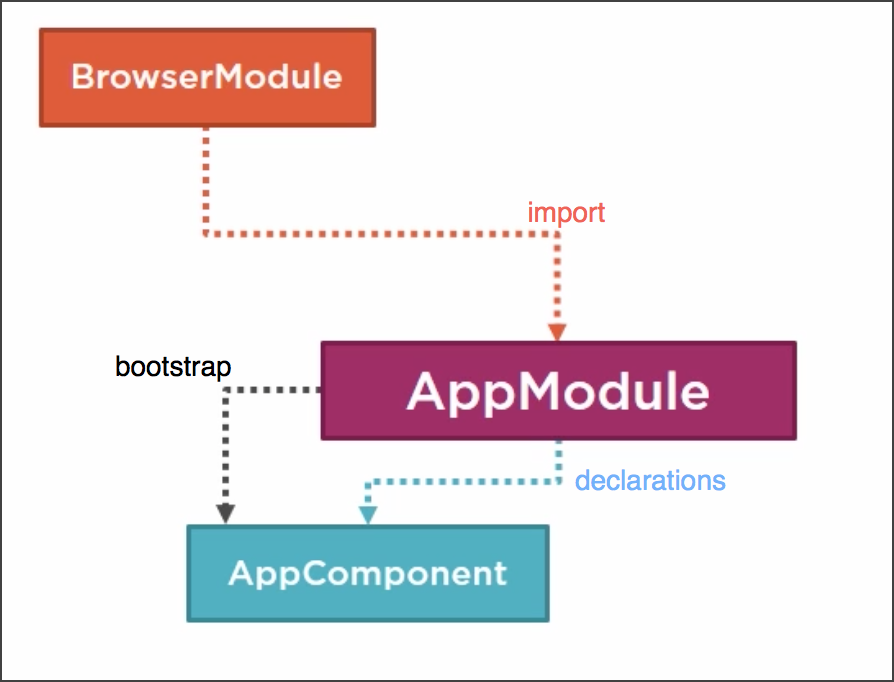 BrowserModule
import
bootstrap
AppModule
declarations
AppComponent